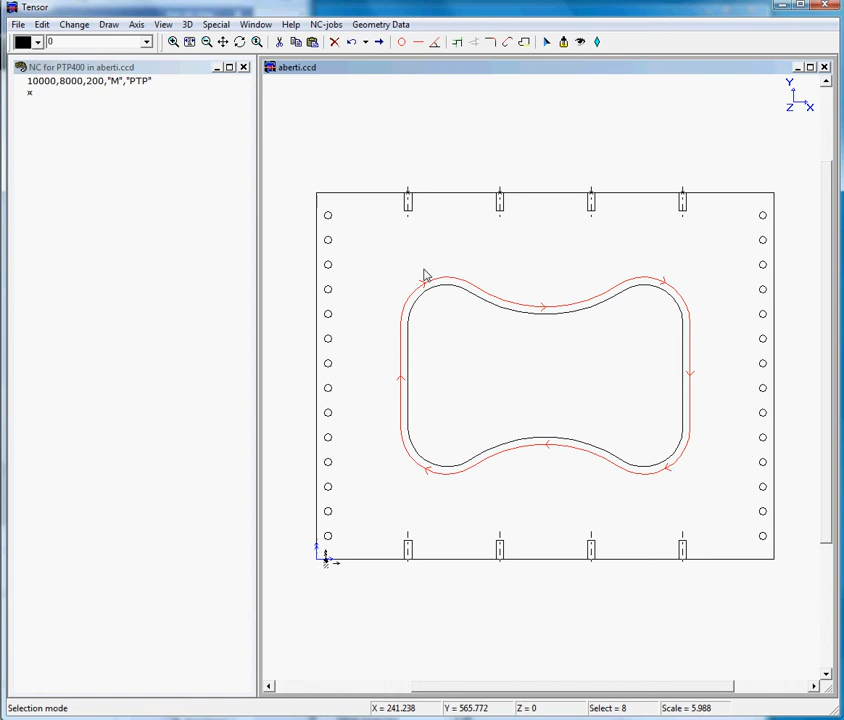 Tensor
File Edit Change Draw Axis View 3D Special Window Help NC-jobs Geometry Data
0
NC for PTP400 in aberti.ccd
10000,8000,200,"M","PTP"
¤
aberti.ccd
Y
Z X
Selection mode
X = 241.238 Y = 565.772 Z = 0 Select = 8 Scale = 5.988